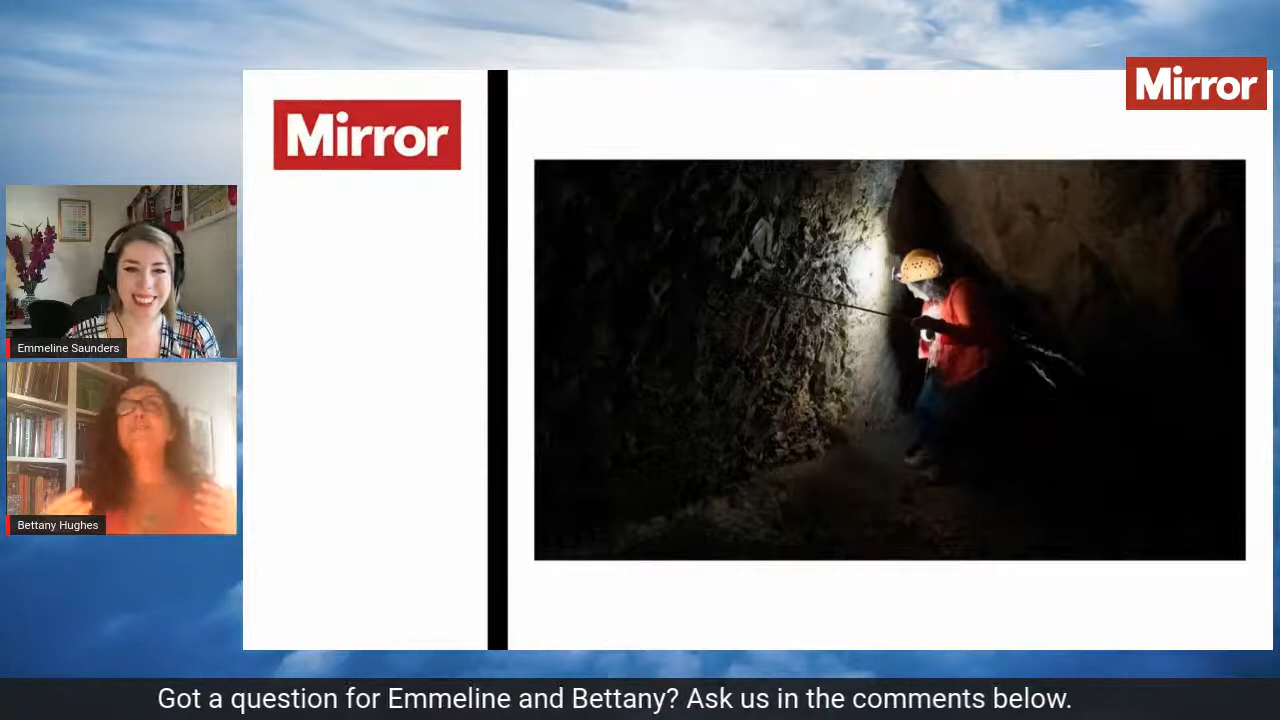 Mirror
Mirror
Emmeline Saunders
Bettany Hughes
Got a question for Emmeline and Bettany? Ask us in the comments below.